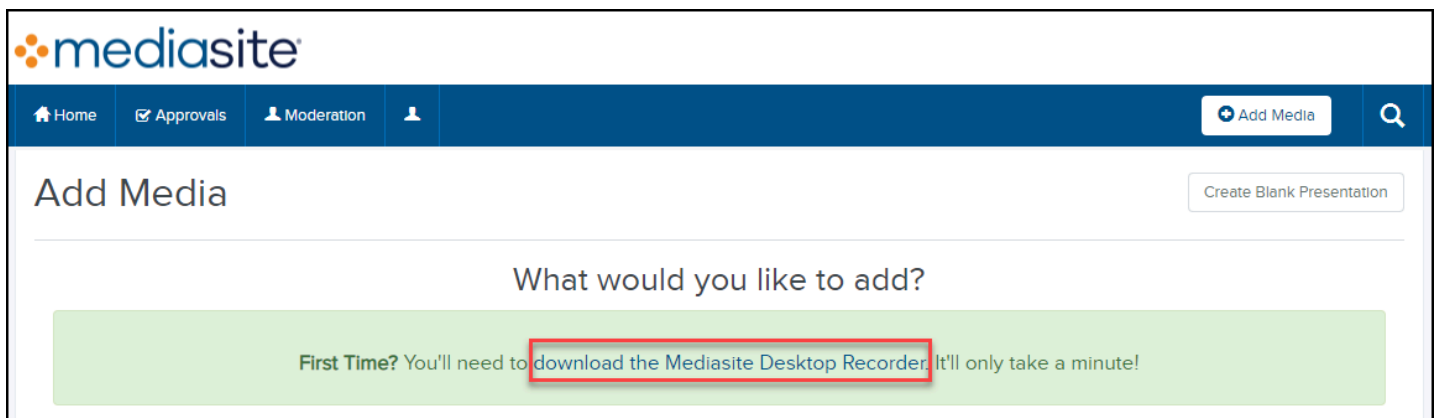 mediasite
Home Approvals Moderation Add Media
Add Media
Create Blank Presentation
What would you like to add?
First Time? You'll need to download the Mediasite Desktop Recorder. It'll only take a minute!